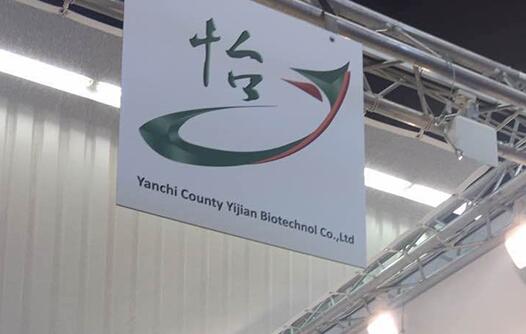 怡
Yanchi County Yijian Biotechnol Co.,Ltd